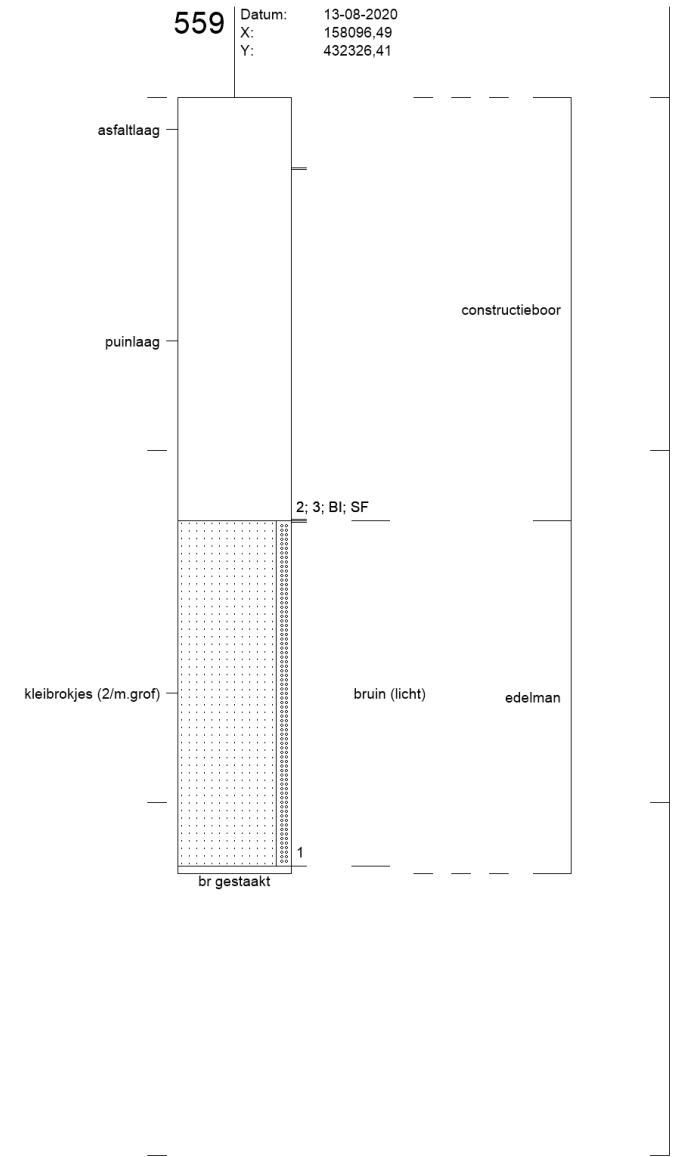 559
Datum: 13-08-2020
X: 158096,49
Y: 432326,41
asfaltlaag
constructieboor
puinlaag
2; 3; BI; SF
kleibrokjes (2/m.grof)
bruin (licht)
edelman
1
br gestaakt